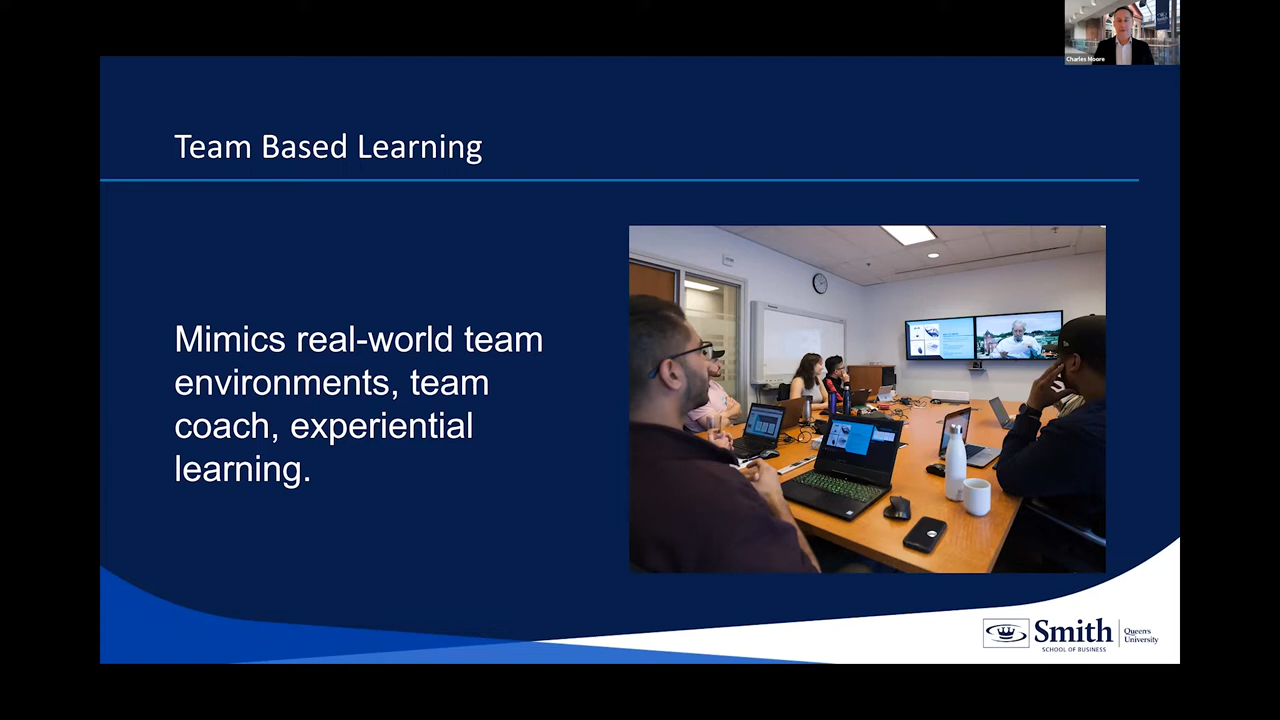 Charles Moore
Team Based Learning
Mimics real-world team
environments, team
coach, experiential
learning.
Smith
SCHOOL OF BUSINESS
Queen's
University